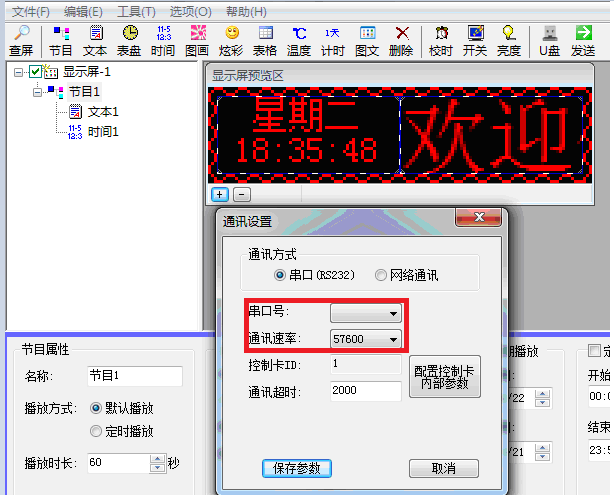 文件(F) 编辑(E) 工具(T) 选项(O) 帮助(H)
查屏 节目 文本 表盘 时间 图画 炫彩 表格 温度 计时 图文 删除 校时 开关 亮度 U盘 发送
显示屏-1
节目1
文本1
时间1
显示屏预览区
星期二
18:35:48
欢迎
通讯设置
通讯方式
串口(RS232) 网络通讯
串口号:
通讯速率: 57600
控制卡ID: 1
配置控制卡
内部参数
通讯超时: 2000
保存参数 取消
节目属性
名称: 节目1
播放方式: 默认播放
定时播放
播放时长: 60 秒
期播放
/22
/21
定
开始
00:0
结束
23:5